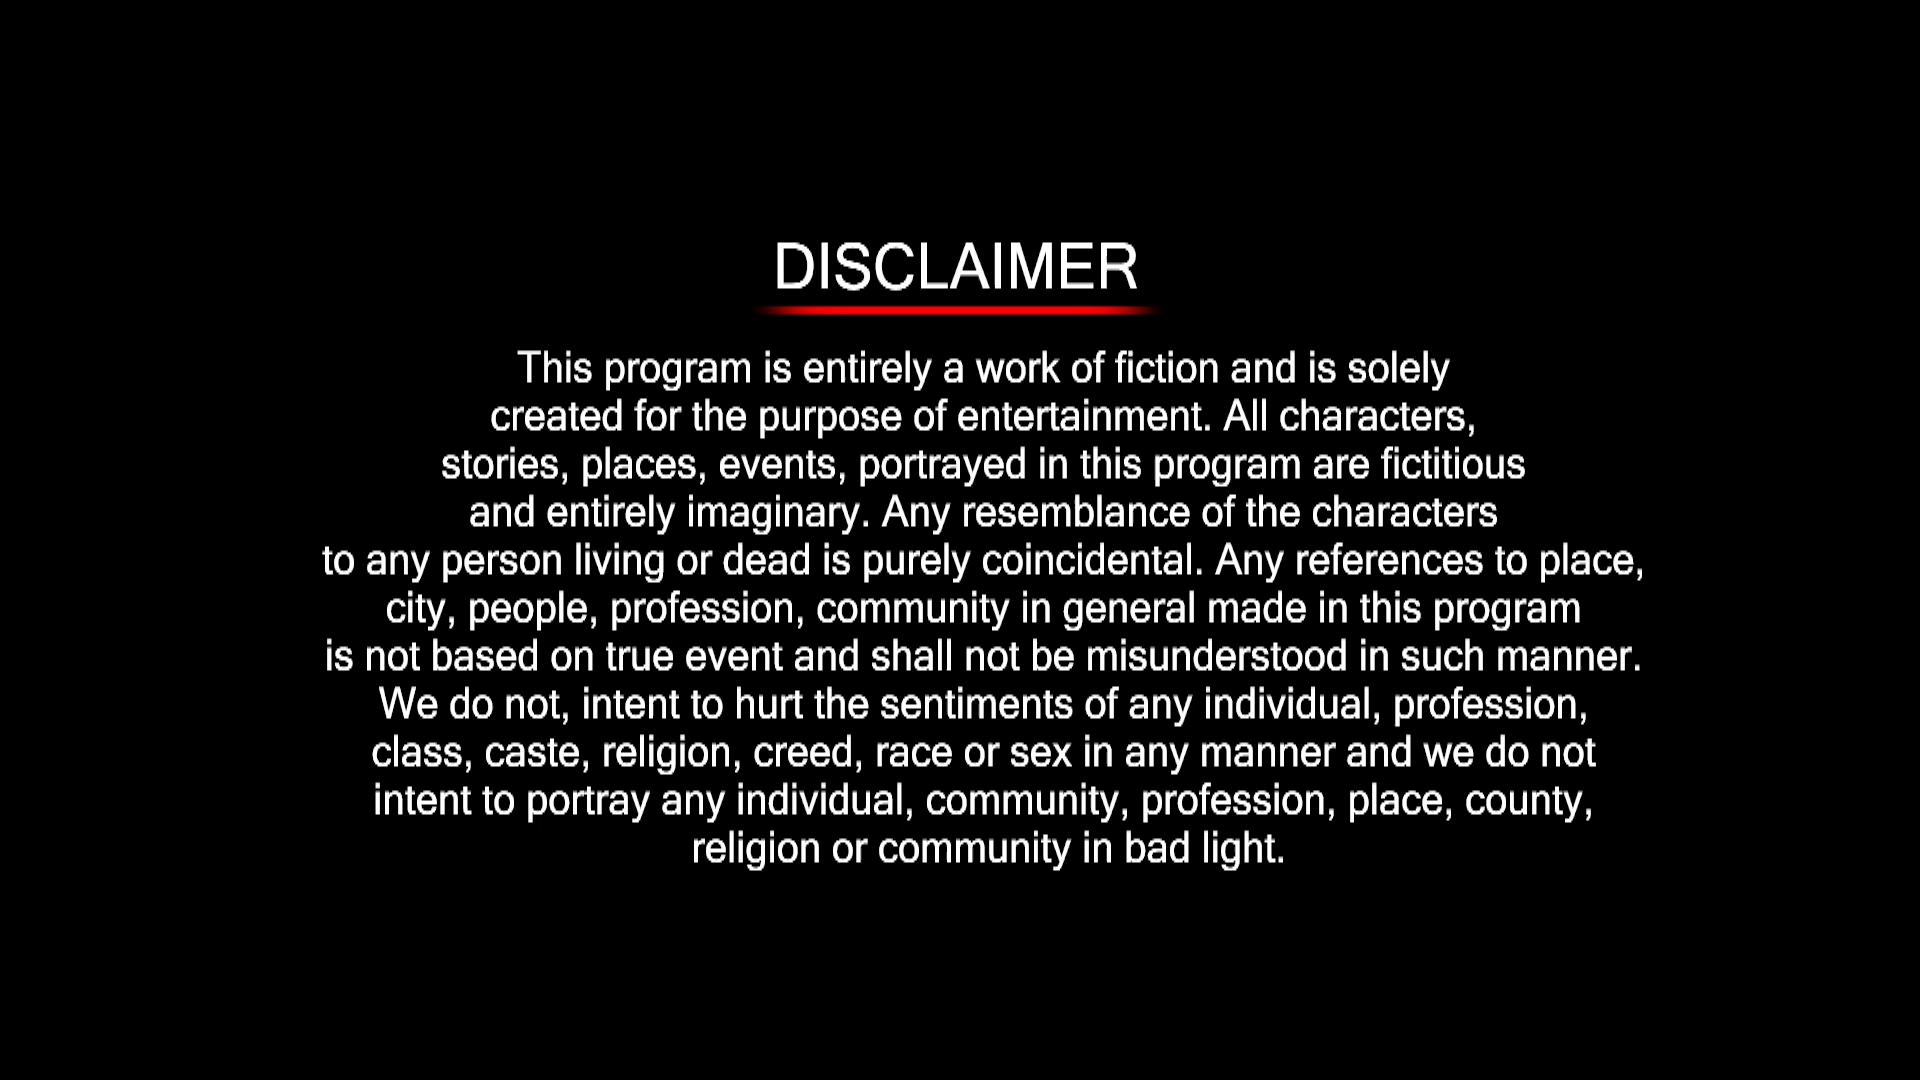 DISCLAIMER
This program is entirely a work of fiction and is solely
created for the purpose of entertainment. All characters,
stories, places, events, portrayed in this program are fictitious
and entirely imaginary. Any resemblance of the characters
to any person living or dead is purely coincidental. Any references to place,
city, people, profession, community in general made in this program
is not based on true event and shall not be misunderstood in such manner.
We do not, intent to hurt the sentiments of any individual, profession,
class, caste, religion, creed, race or sex in any manner and we do not
intent to portray any individual, community, profession, place, county,
religion or community in bad light.